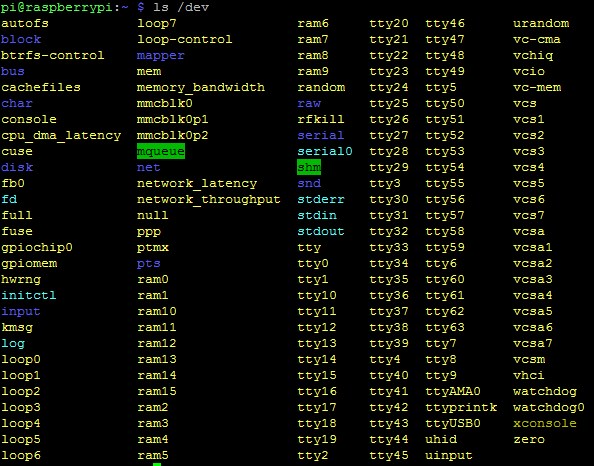 pi@raspberrypi:~ $ ls /dev
autofs loop7 ram6 tty20 tty46 urandom
block loop-control ram7 tty21 tty47 vc-cma
btrfs-control mapper ram8 tty22 tty48 vchiq
bus mem ram9 tty23 tty49 vcio
cachefiles memory_bandwidth random tty24 tty5 vc-mem
char mmcblk0 raw tty25 tty50 vcs
console mmcblk0p1 rfkill tty26 tty51 vcs1
cpu_dma_latency mmcblk0p2 serial tty27 tty52 vcs2
cuse mqueue serial0 tty28 tty53 vcs3
disk net shm tty29 tty54 vcs4
fb0 network_latency snd tty3 tty55 vcs5
fd network_throughput stderr tty30 tty56 vcs6
full null stdin tty31 tty57 vcs7
fuse ppp stdout tty32 tty58 vcsa
gpiochip0 ptmx tty tty33 tty59 vcsa1
gpiomem pts tty0 tty34 tty6 vcsa2
hwrng ram0 tty1 tty35 tty60 vcsa3
initctl ram1 tty10 tty36 tty61 vcsa4
input ram10 tty11 tty37 tty62 vcsa5
kmsg ram11 tty12 tty38 tty63 vcsa6
log ram12 tty13 tty39 tty7 vcsa7
loop0 ram13 tty14 tty4 tty8 vcsm
loop1 ram14 tty15 tty40 tty9 vhci
loop2 ram15 tty16 tty41 ttyAMA0 watchdog
loop3 ram2 tty17 tty42 ttyprintk watchdog0
loop4 ram3 tty18 tty43 ttyUSB0 xconsole
loop5 ram4 tty19 tty44 uhid zero
loop6 ram5 tty2 tty45 uinput